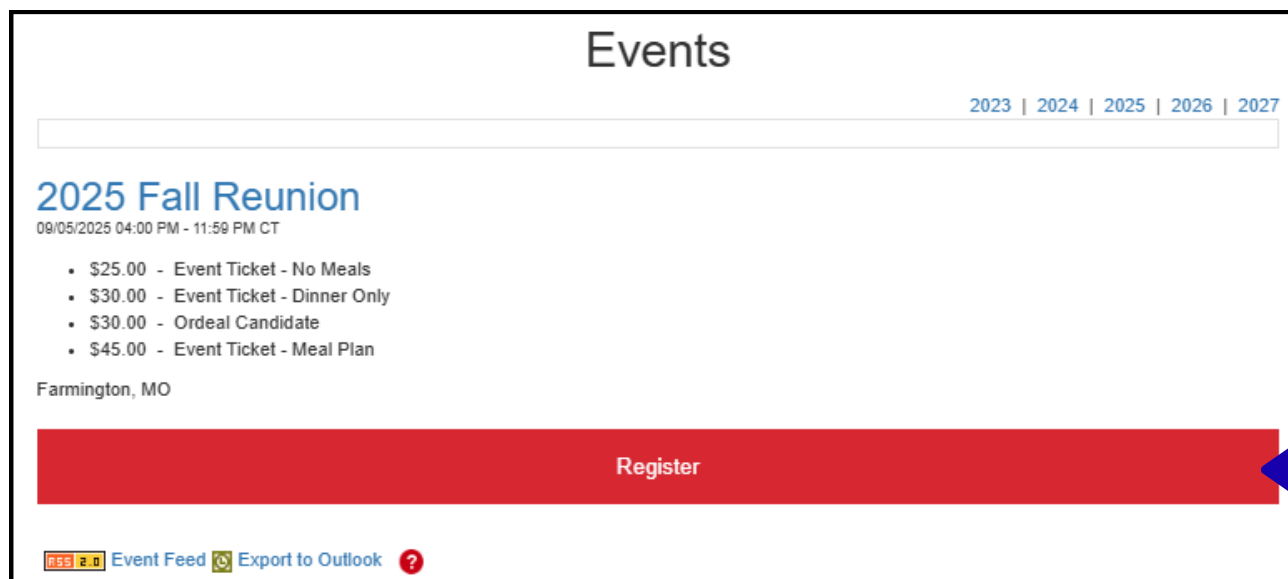 Events
2023 | 2024 | 2025 | 2026 | 2027
2025 Fall Reunion
09/05/2025 04:00 PM - 11:59 PM CT
• $25.00 - Event Ticket - No Meals
• $30.00 - Event Ticket - Dinner Only
• $30.00 - Ordeal Candidate
• $45.00 - Event Ticket - Meal Plan
Farmington, MO
Register
RSS 2.0 Event Feed Export to Outlook ?